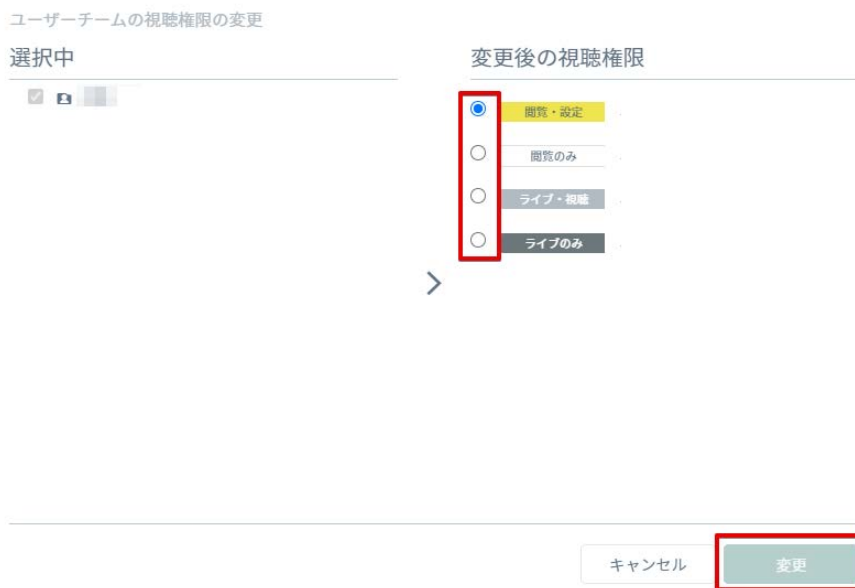 ユーザーチームの視聴権限の変更
選択中
変更後の視聴権限
閲覧・設定
閲覧のみ
ライブ・視聴
ライブのみ
キャンセル
変更